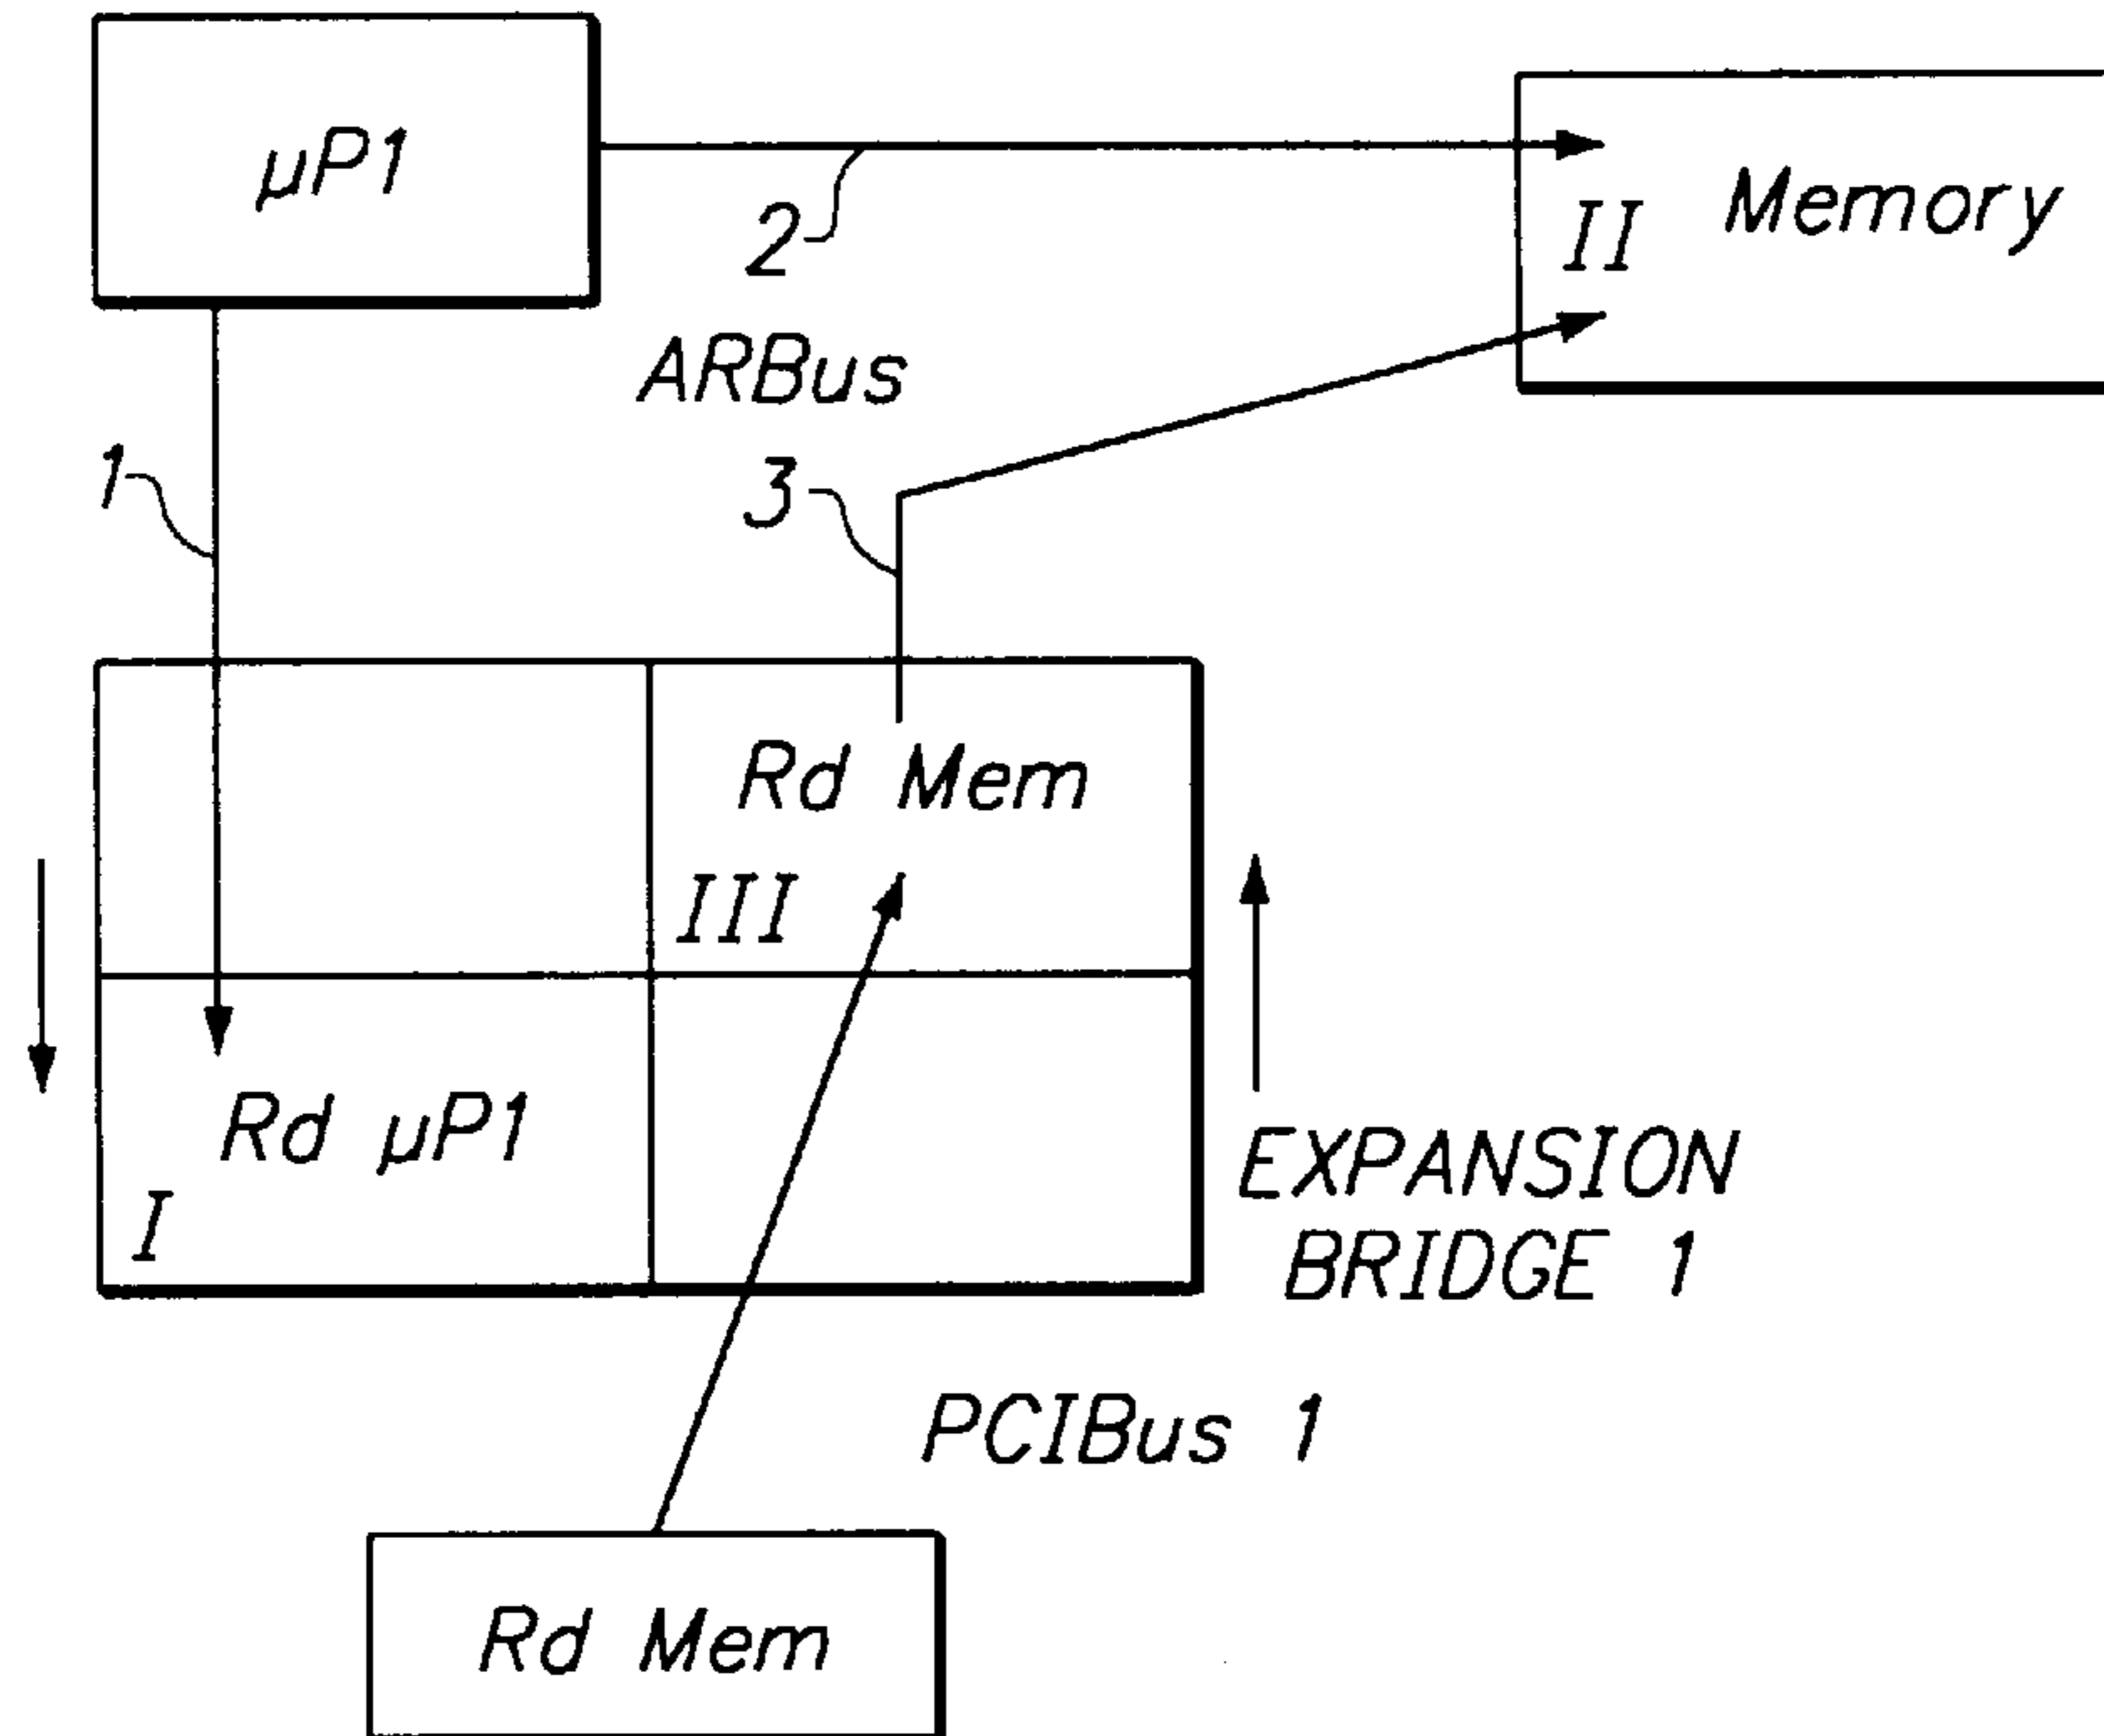 μP1
2
II
Memory
ARBus
1
3
Rd Mem
III
Rd μP1
I
EXPANSION
BRIDGE 1
PCIBus 1
Rd Mem